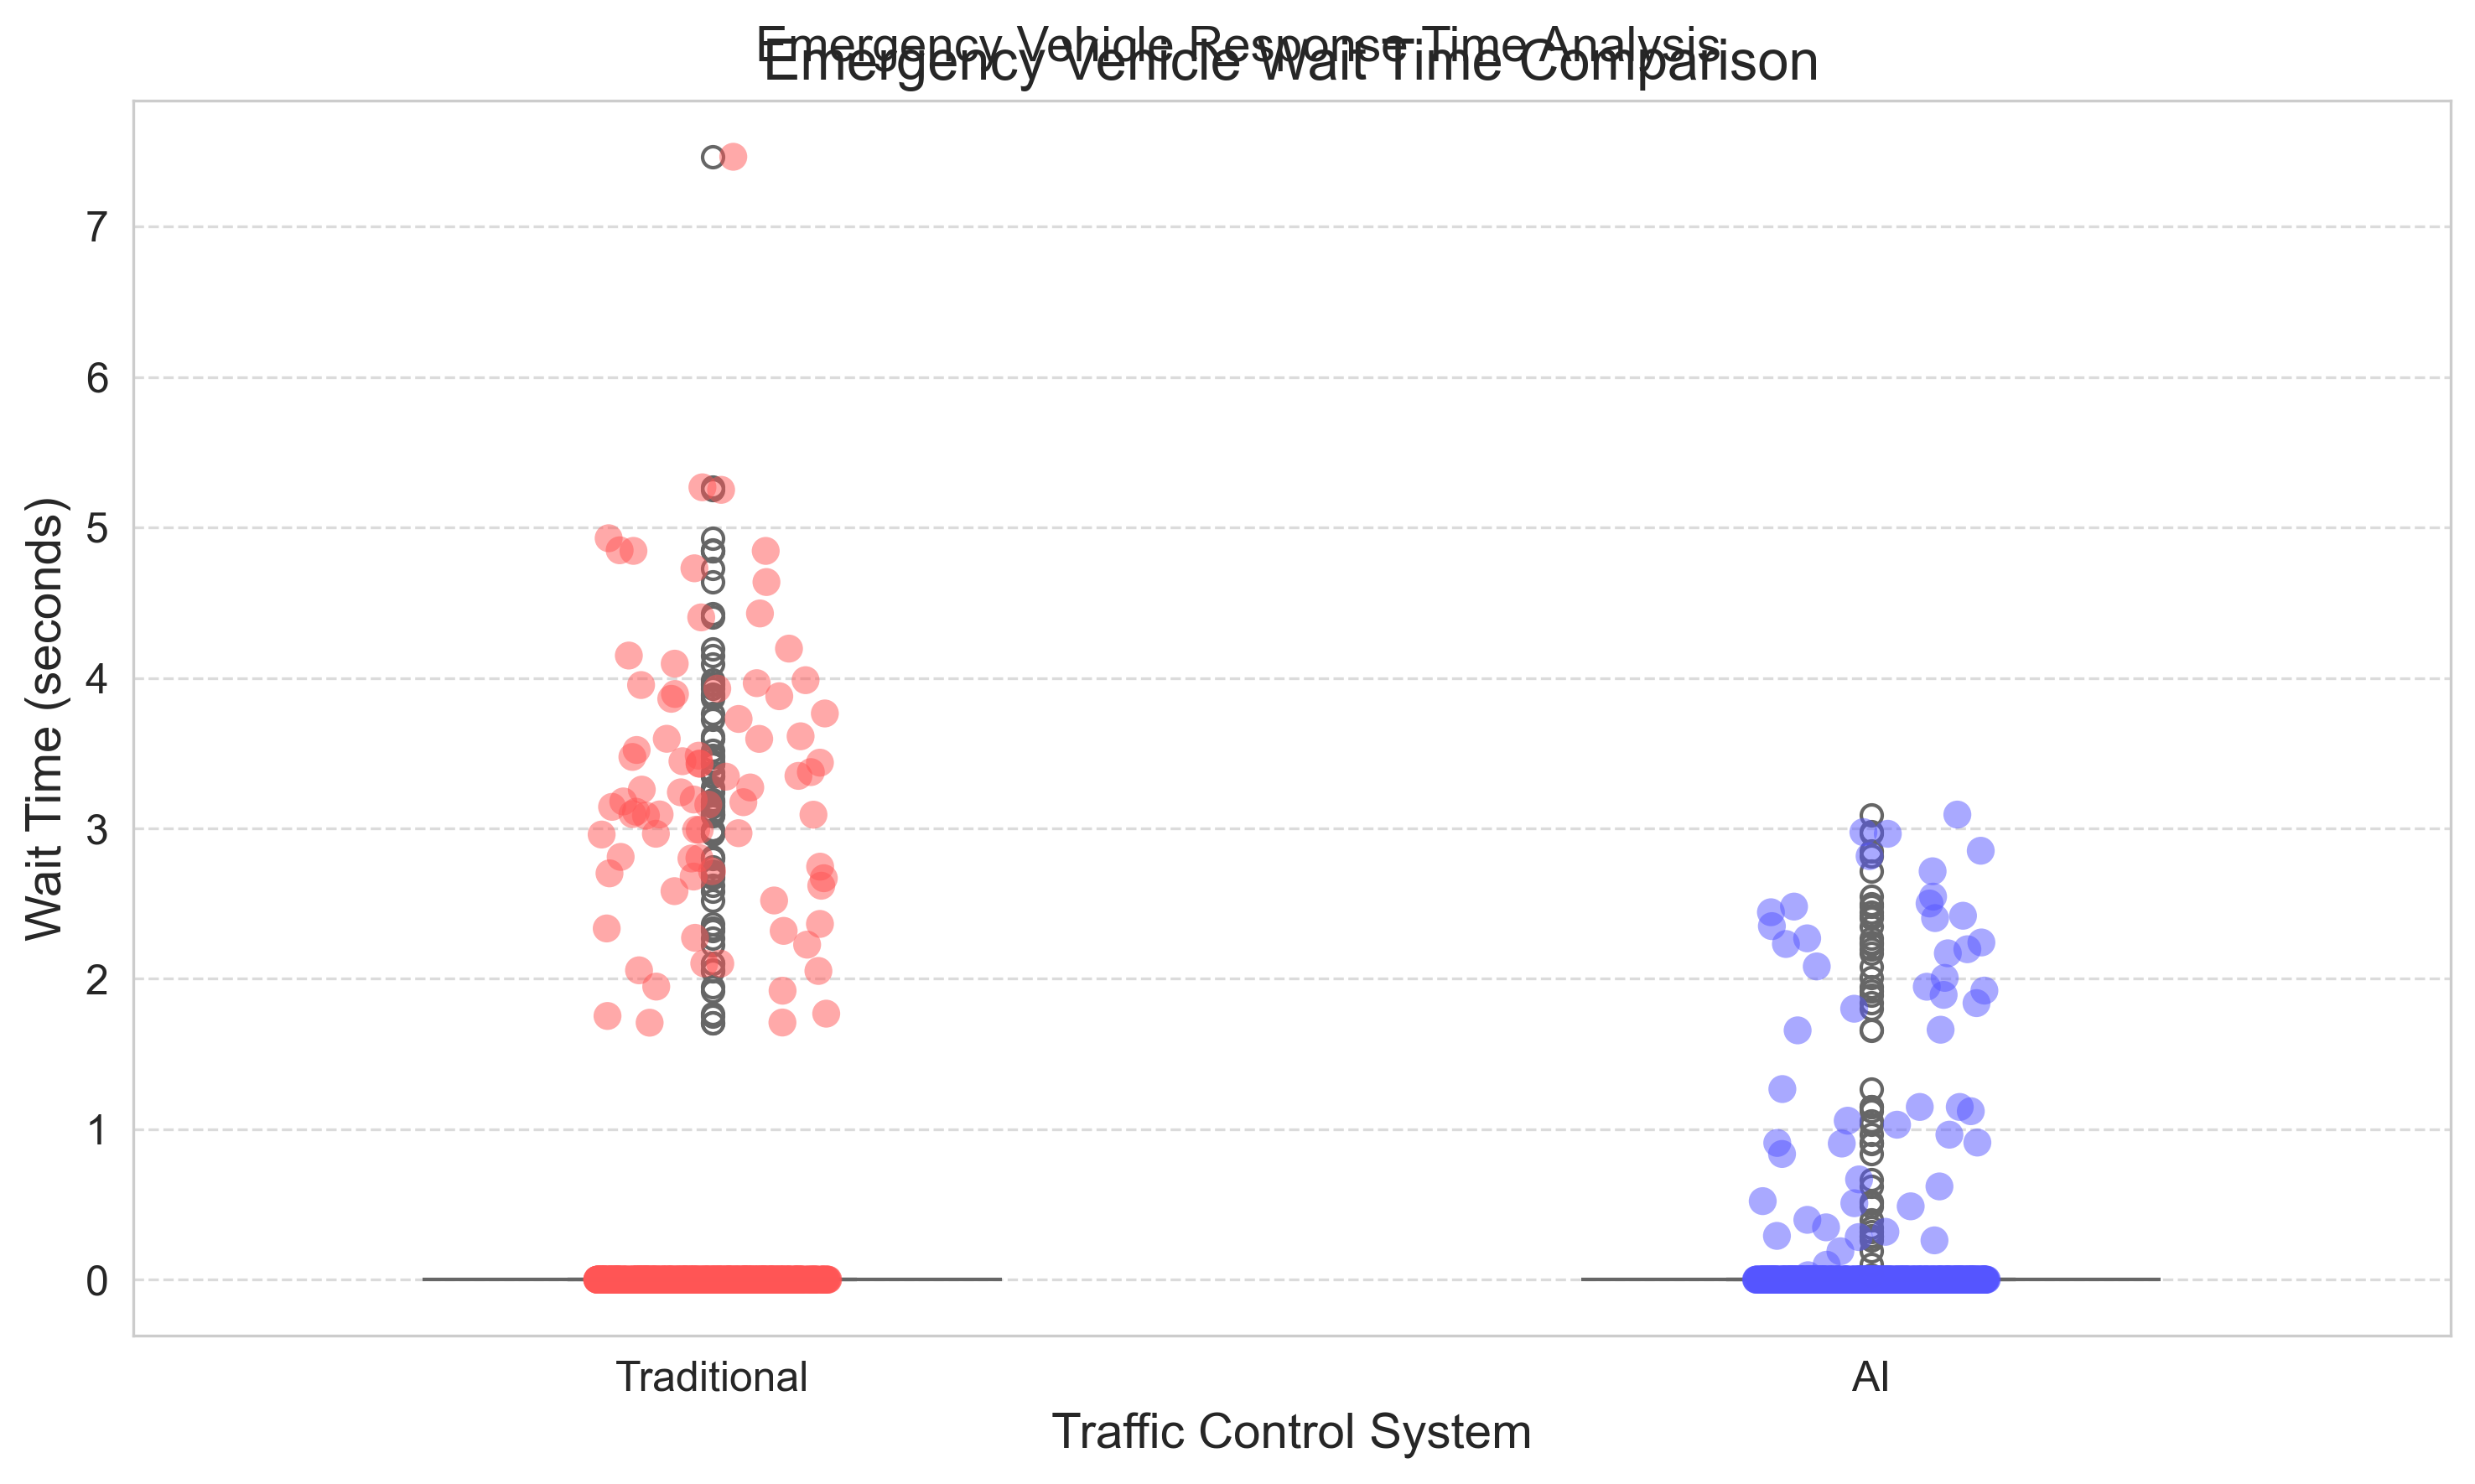 Emergency Vehicle Response Time Analysis
Emergency Vehicle Wait Time Comparison
Wait Time (seconds)
7
6
5
4
3
2
1
0
Traditional
AI
Traffic Control System